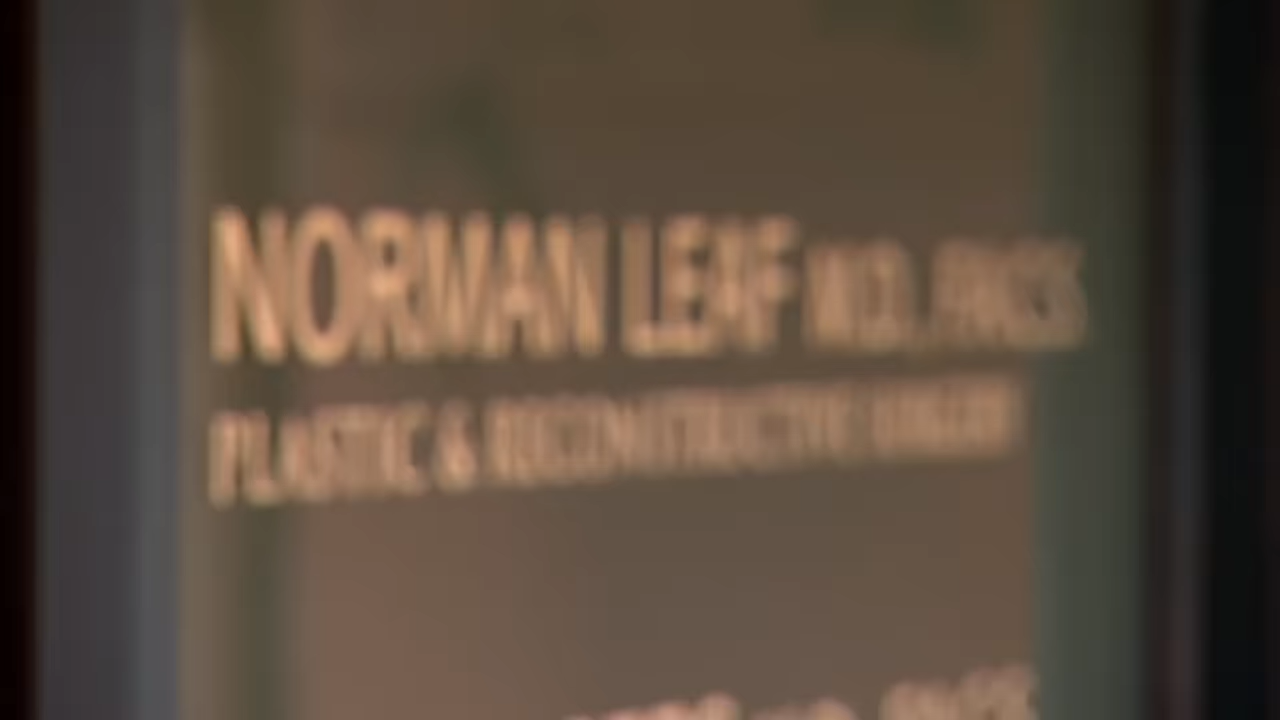 NORMAN LEAF M.D., FACS
PLASTIC & RECONSTRUCTIVE SURGERY